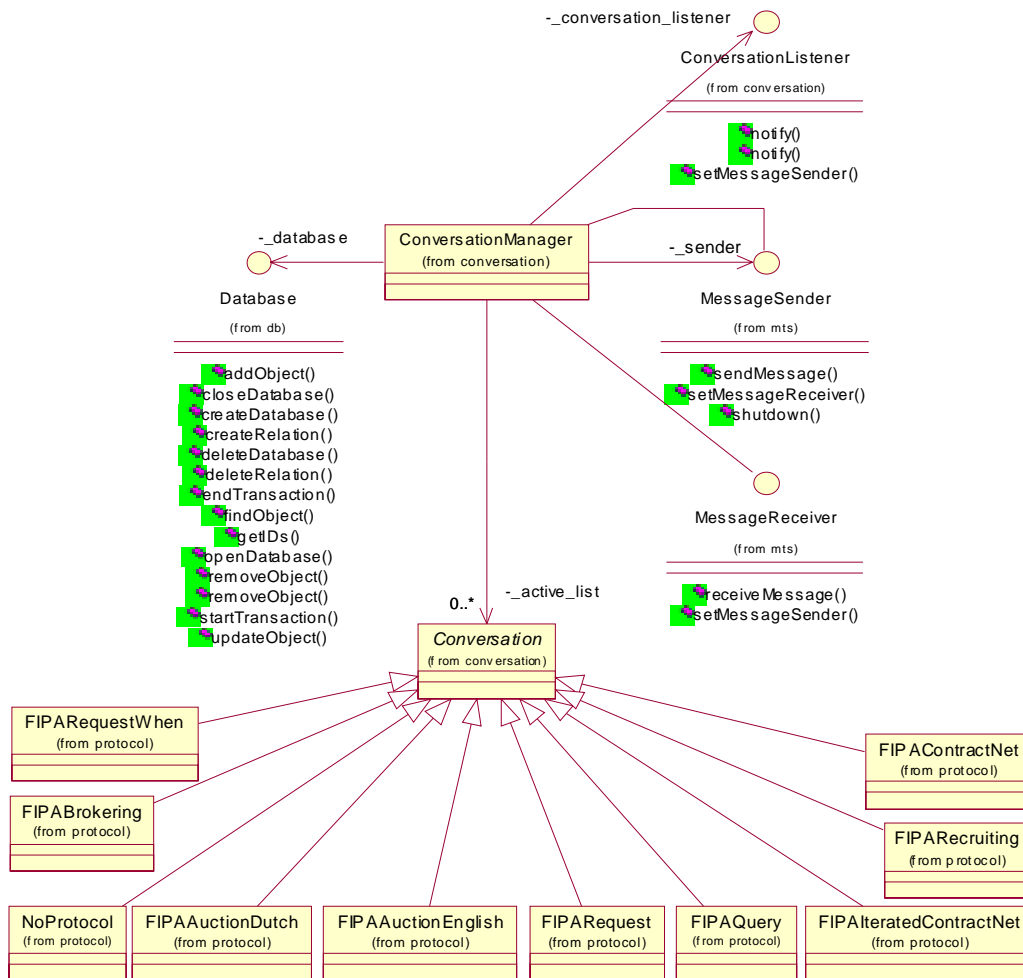 -_conversation_listener
ConversationListener
(from conversation)
notify()
notify()
setMessageSender()
-_database
ConversationManager
(from conversation)
-_sender
Database
(from db)
MessageSender
(from mts)
addObject()
closeDatabase()
createDatabase()
createRelation()
deleteDatabase()
deleteRelation()
endTransaction()
findObject()
getIDs()
openDatabase()
removeObject()
removeObject()
startTransaction()
updateObject()
sendMessage()
setMessageReceiver()
shutdown()
MessageReceiver
(from mts)
receiveMessage()
setMessageSender()
-_active_list
0..*
Conversation
(from conversation)
FIPARequestWhen
(from protocol)
FIPAContractNet
(from protocol)
FIPABrokering
(from protocol)
FIPARecruiting
(from protocol)
NoProtocol
(from protocol)
FIPAAuctionDutch
(from protocol)
FIPAAuctionEnglish
(from protocol)
FIPARequest
(from protocol)
FIPAQuery
(from protocol)
FIPAIteratedContractNet
(from protocol)